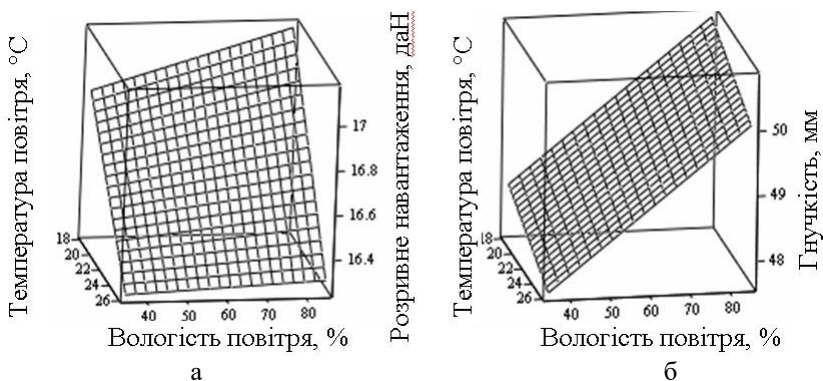 Температура повітря, °С
18
20
22
24
26
40 50 60 70 80
Вологість повітря, %
17
16.8
16.6
16.4
Розривне навантаження, даН
а
Температура повітря, °С
18
20
22
24
26
40 50 60 70 80
Вологість повітря, %
50
49
48
Гнучкість, мм
б